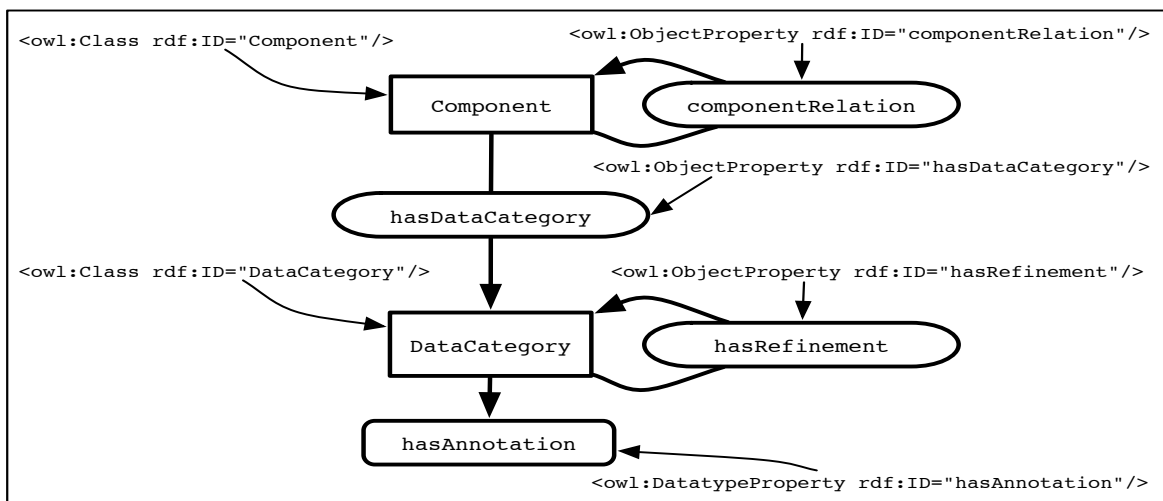 <owl:Class rdf:ID="Component"/>
<owl:ObjectProperty rdf:ID="componentRelation"/>
Component
componentRelation
<owl:ObjectProperty rdf:ID="hasDataCategory"/>
hasDataCategory
<owl:Class rdf:ID="DataCategory"/>
<owl:ObjectProperty rdf:ID="hasRefinement"/>
DataCategory
hasRefinement
hasAnnotation
<owl:DatatypeProperty rdf:ID="hasAnnotation"/>